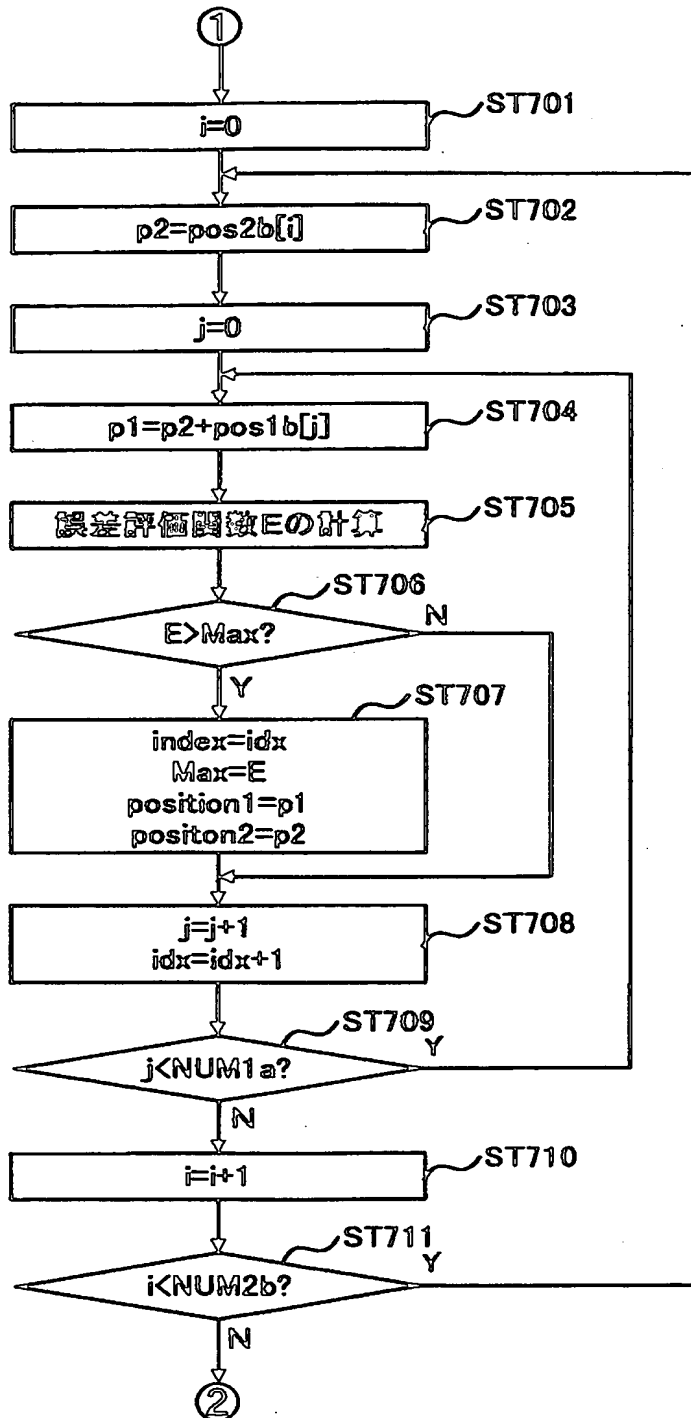 ①
ST701
i=0
ST702
p2=pos2b[i]
ST703
j=0
ST704
p1=p2+pos1b[j]
ST705
誤差評価関数Eの計算
ST706
E>Max?
N
Y
ST707
index=idx
Max=E
position1=p1
positon2=p2
ST708
j=j+1
idx=idx+1
ST709
j<NUM1a?
Y
N
ST710
i=i+1
ST711
i<NUM2b?
Y
N
②